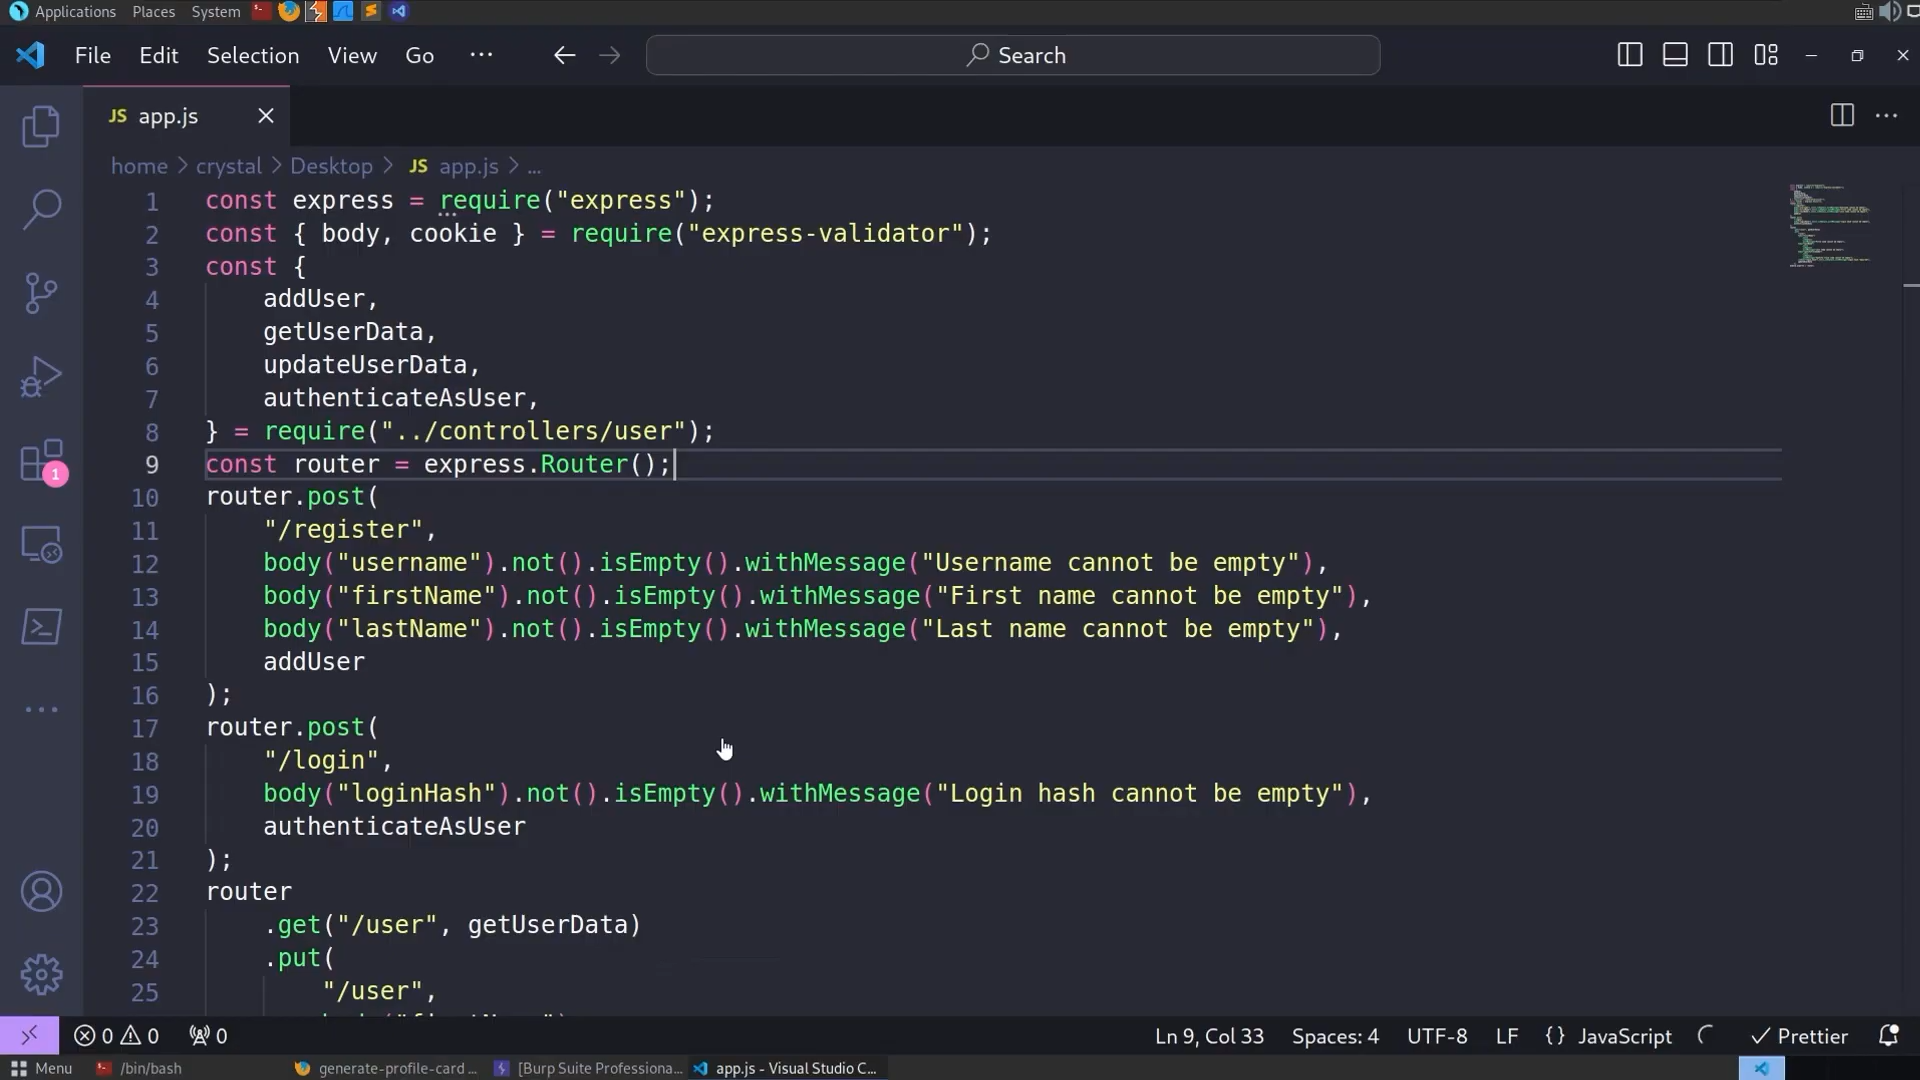 Applications Places System
File Edit Selection View Go ··· Search
JS app.js
home > crystal > Desktop > JS app.js > ...
1 const express = require("express");
2 const { body, cookie } = require("express-validator");
3 const {
4 addUser,
5 getUserData,
6 updateUserData,
7 authenticateAsUser,
8 } = require("../controllers/user");
9 const router = express.Router();
10 router.post(
11 "/register",
12 body("username").not().isEmpty().withMessage("Username cannot be empty"),
13 body("firstName").not().isEmpty().withMessage("First name cannot be empty"),
14 body("lastName").not().isEmpty().withMessage("Last name cannot be empty"),
15 addUser
16 );
17 router.post(
18 "/login",
19 body("loginHash").not().isEmpty().withMessage("Login hash cannot be empty"),
20 authenticateAsUser
21 );
22 router
23 .get("/user", getUserData)
24 .put(
25 "/user",
1
0 0 0 Ln 9, Col 33 Spaces: 4 UTF-8 LF {} JavaScript Prettier
Menu /bin/bash generate-profile-card ... [Burp Suite Professiona... app.js - Visual Studio C...